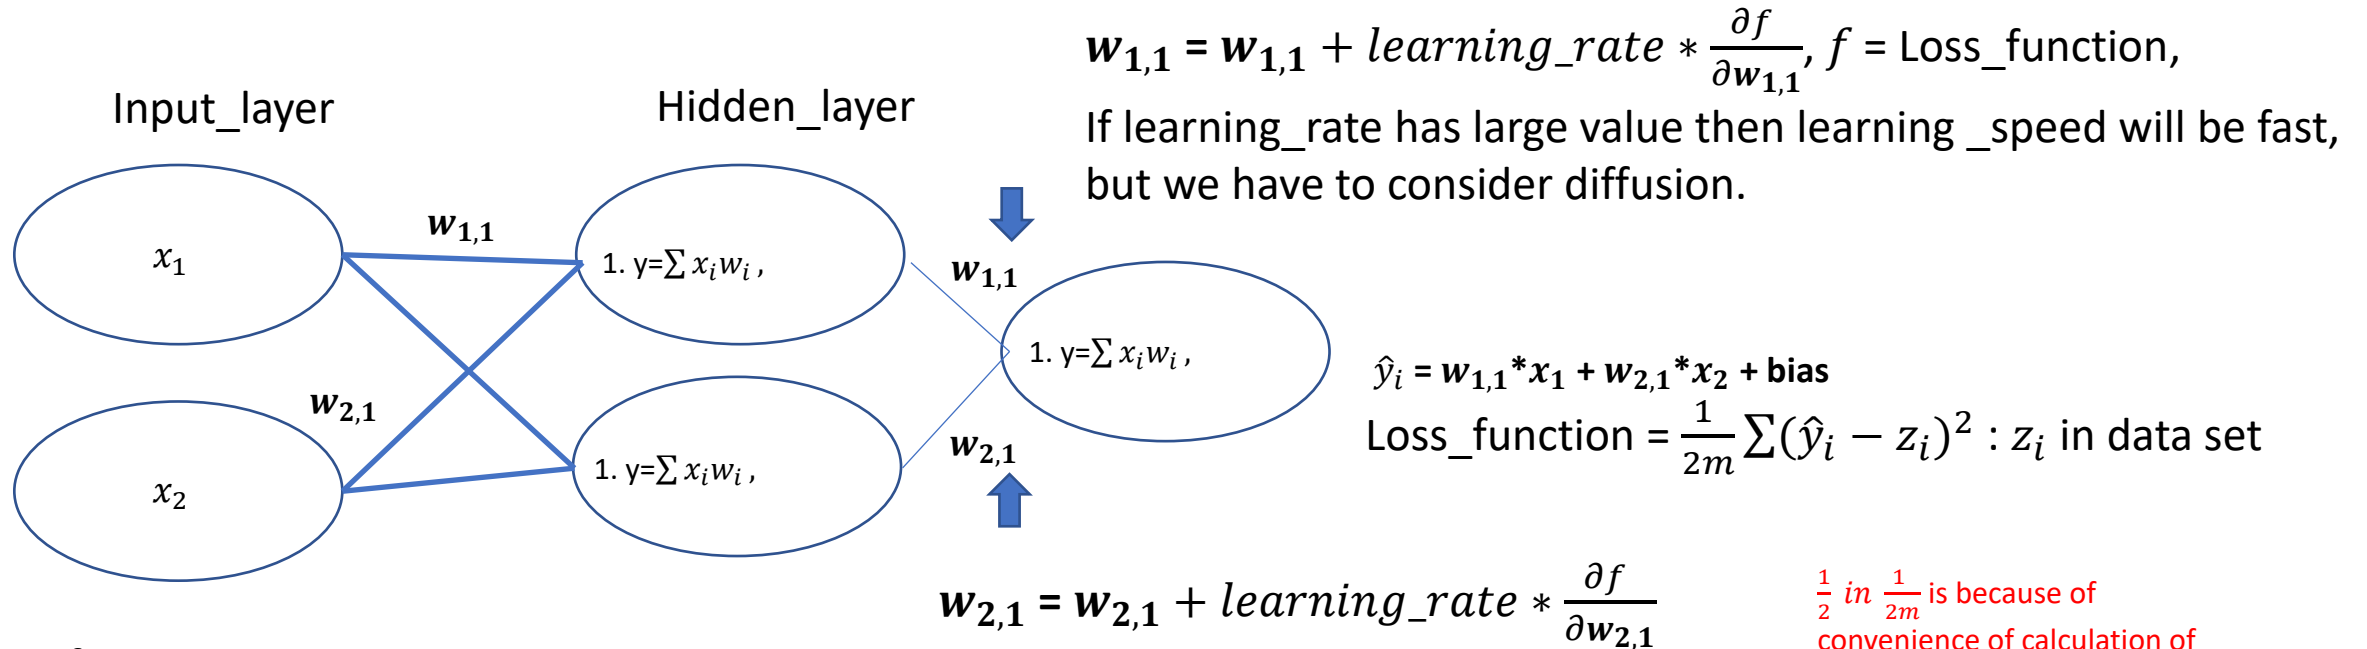 w₁,₁ = w₁,₁ + learning_rate * ∂f/∂w₁,₁, f = Loss_function,
If learning_rate has large value then learning _speed will be fast,
but we have to consider diffusion.
Input_layer
Hidden_layer
w₁,₁
x₁
1. y=∑ xᵢwᵢ ,
w₁,₁
1. y=∑ xᵢwᵢ ,
w₂,₁
x₂
1. y=∑ xᵢwᵢ ,
w₂,₁
ŷᵢ = w₁,₁*x₁ + w₂,₁*x₂ + bias
Loss_function = 1/2m ∑(ŷᵢ − zᵢ)² : zᵢ in data set
w₂,₁ = w₂,₁ + learning_rate * ∂f/∂w₂,₁
1/2 in 1/2m is because of
convenience of calculation of